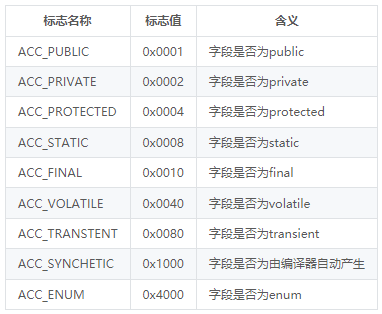 标志名称 标志值 含义
ACC_PUBLIC 0x0001 字段是否为public
ACC_PRIVATE 0x0002 字段是否为private
ACC_PROTECTED 0x0004 字段是否为protected
ACC_STATIC 0x0008 字段是否为static
ACC_FINAL 0x0010 字段是否为final
ACC_VOLATILE 0x0040 字段是否为volatile
ACC_TRANSTENT 0x0080 字段是否为transient
ACC_SYNCHETIC 0x1000 字段是否为由编译器自动产生
ACC_ENUM 0x4000 字段是否为enum